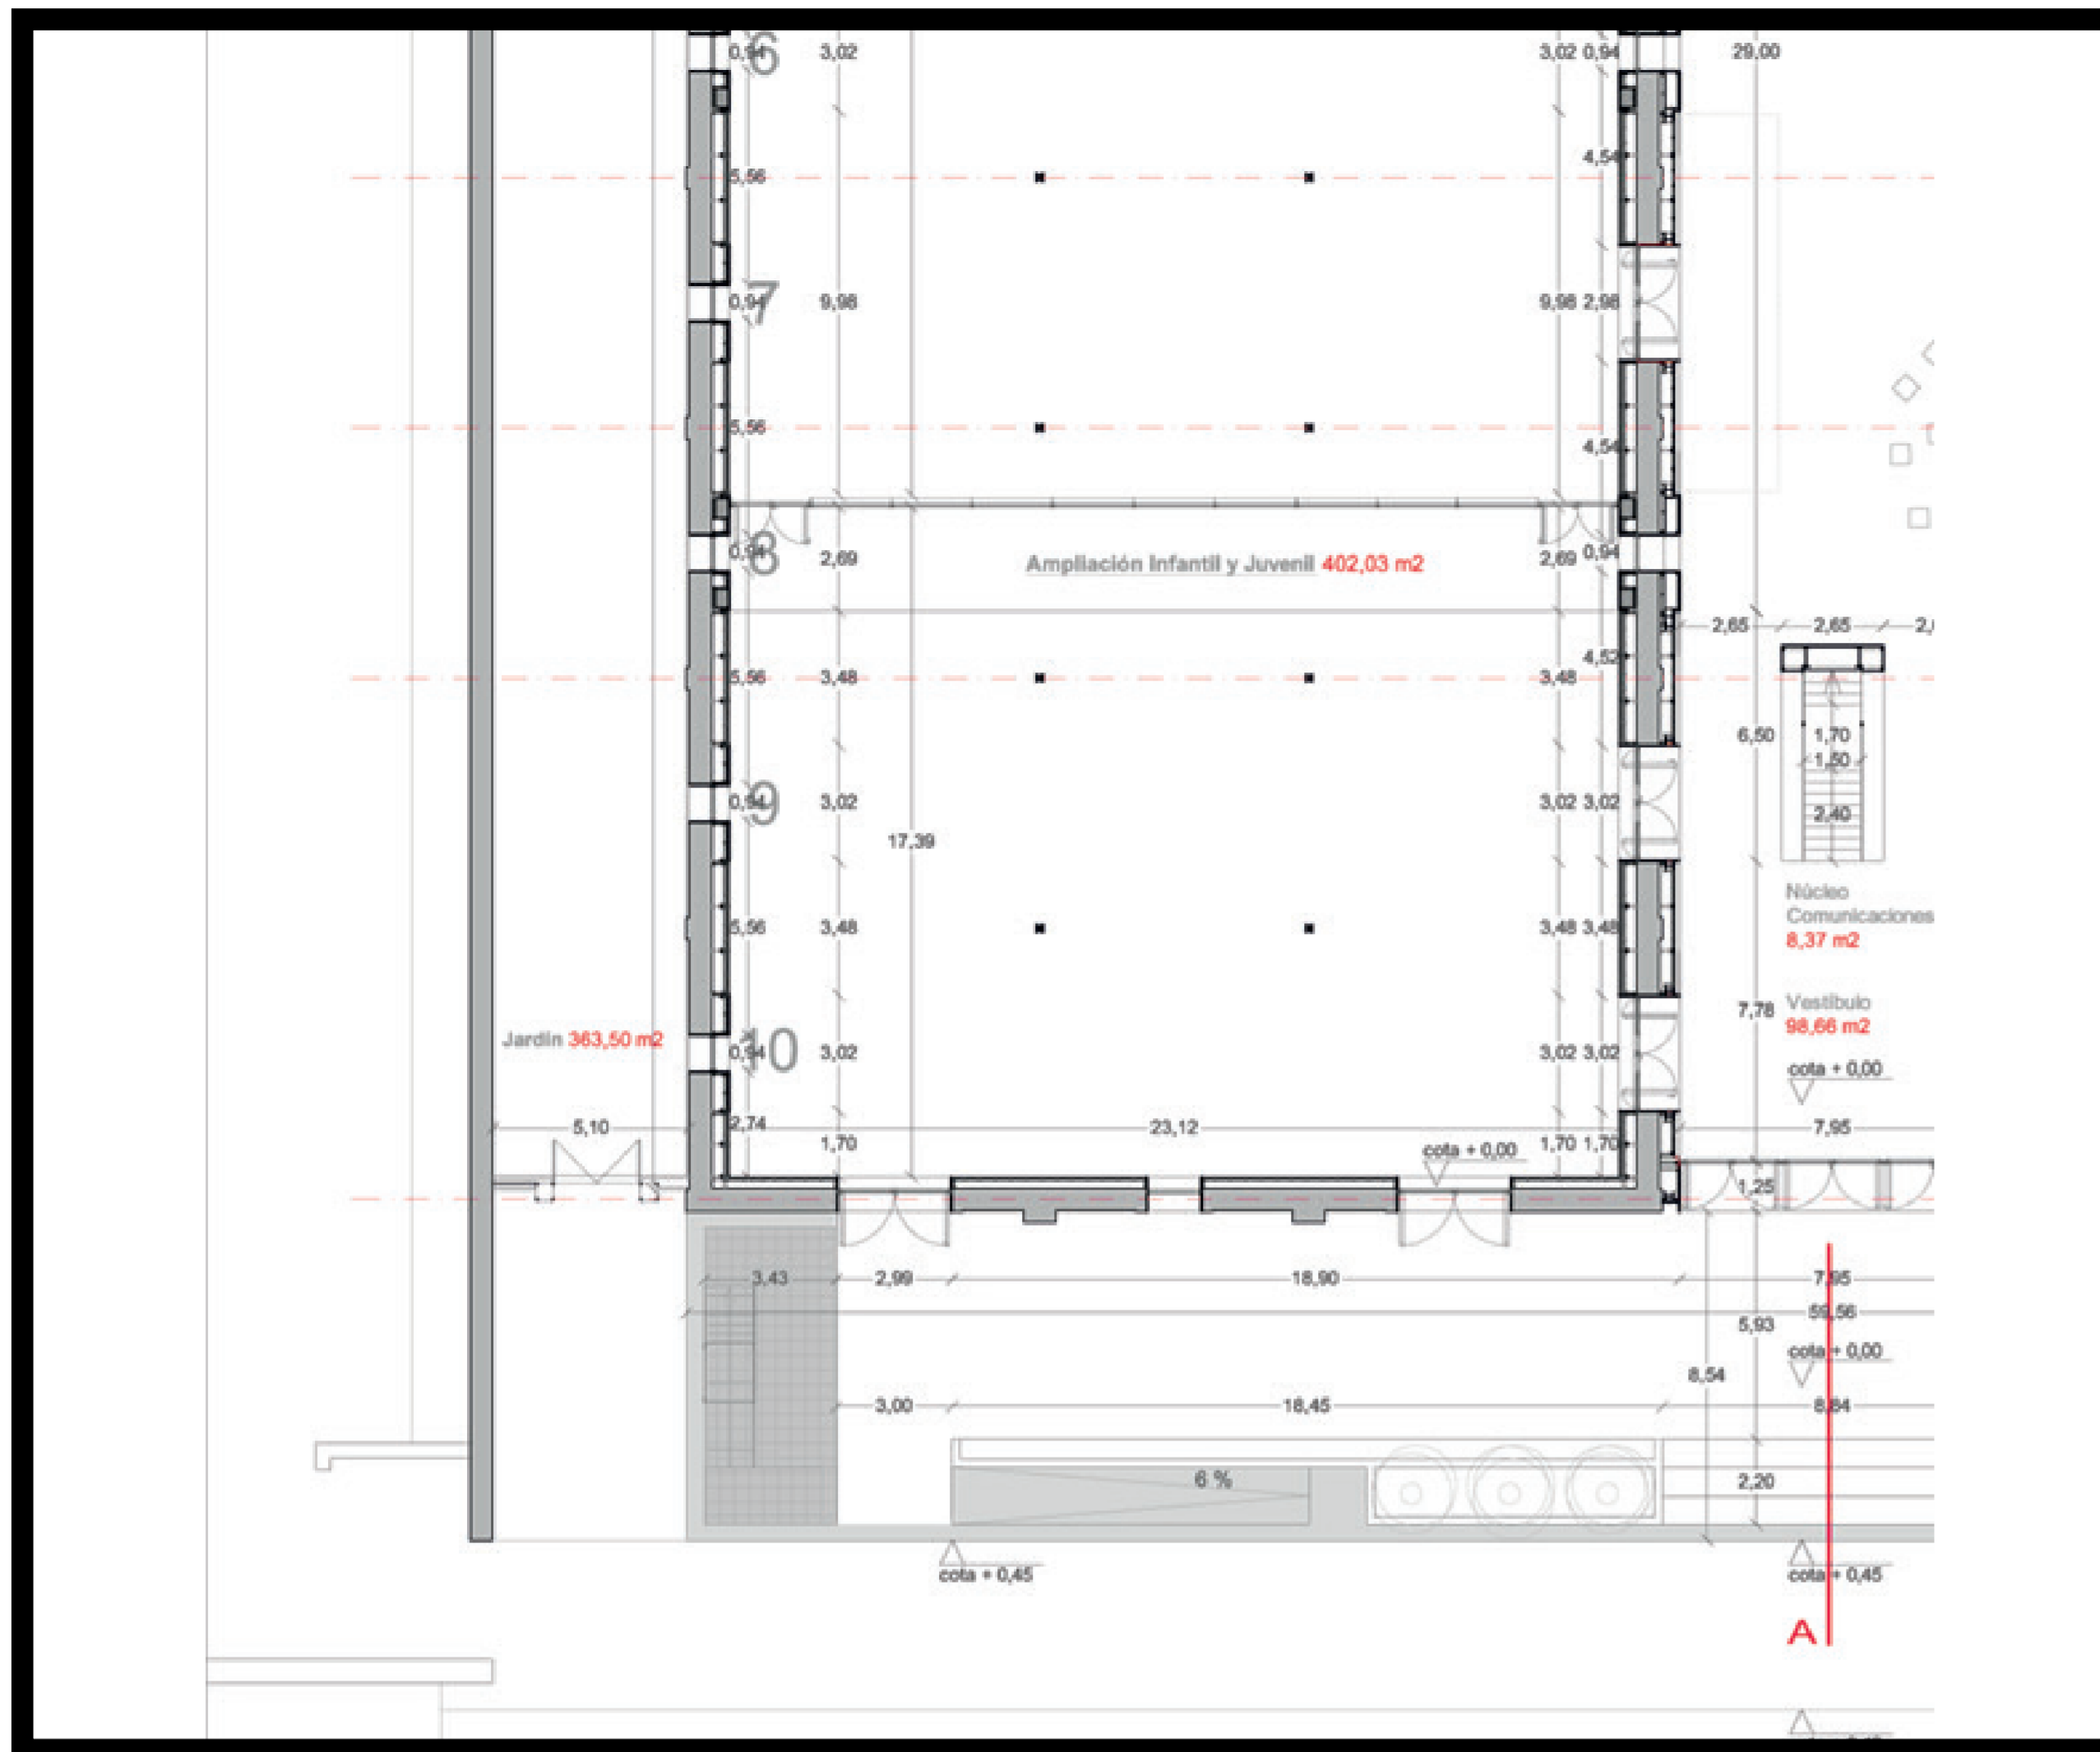 0,94 6 3,02 3,02 0,94 29,00
4,54
5,56
0,94 7 9,98 9,98 2,98
5,56
4,54
0,94 8 2,69 Ampliación Infantil y Juvenil 402,03 m2 2,69 0,94
2,65 2,65
4,52
5,56 3,48 3,48
6,50 1,70
1,50
0,94 9 3,02 3,02 3,02
2,40
17,39
Núcleo
Comunicaciones
8,37 m2
5,56 3,48 3,48 3,48
Vestíbulo
7,78
98,66 m2
Jardín 363,50 m2
0,94 10 3,02 3,02 3,02
cota + 0,00
5,10 2,74 23,12 7,95
1,70 cota + 0,00 1,70 1,70
1,25
3,43 2,99 18,90 7,95
59,56
5,93
cota + 0,00
8,54
3,00 18,45 8,64
6 % 2,20
cota + 0,45 cota + 0,45
A